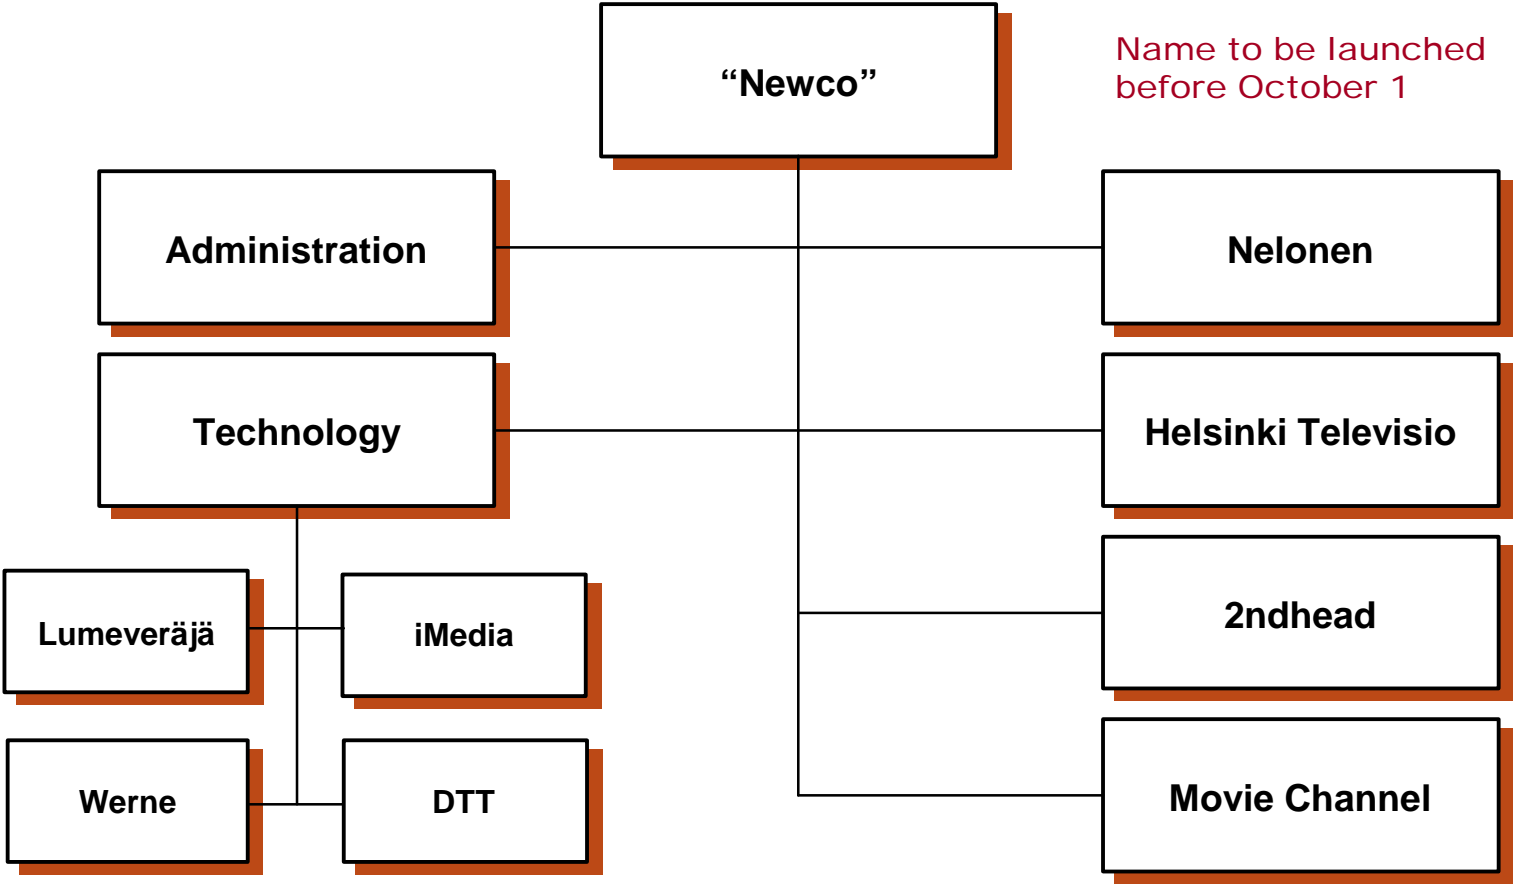 “Newco”
Name to be launched
before October 1
Administration
Nelonen
Technology
Helsinki Televisio
Lumeveräjä
iMedia
2ndhead
Werne
DTT
Movie Channel